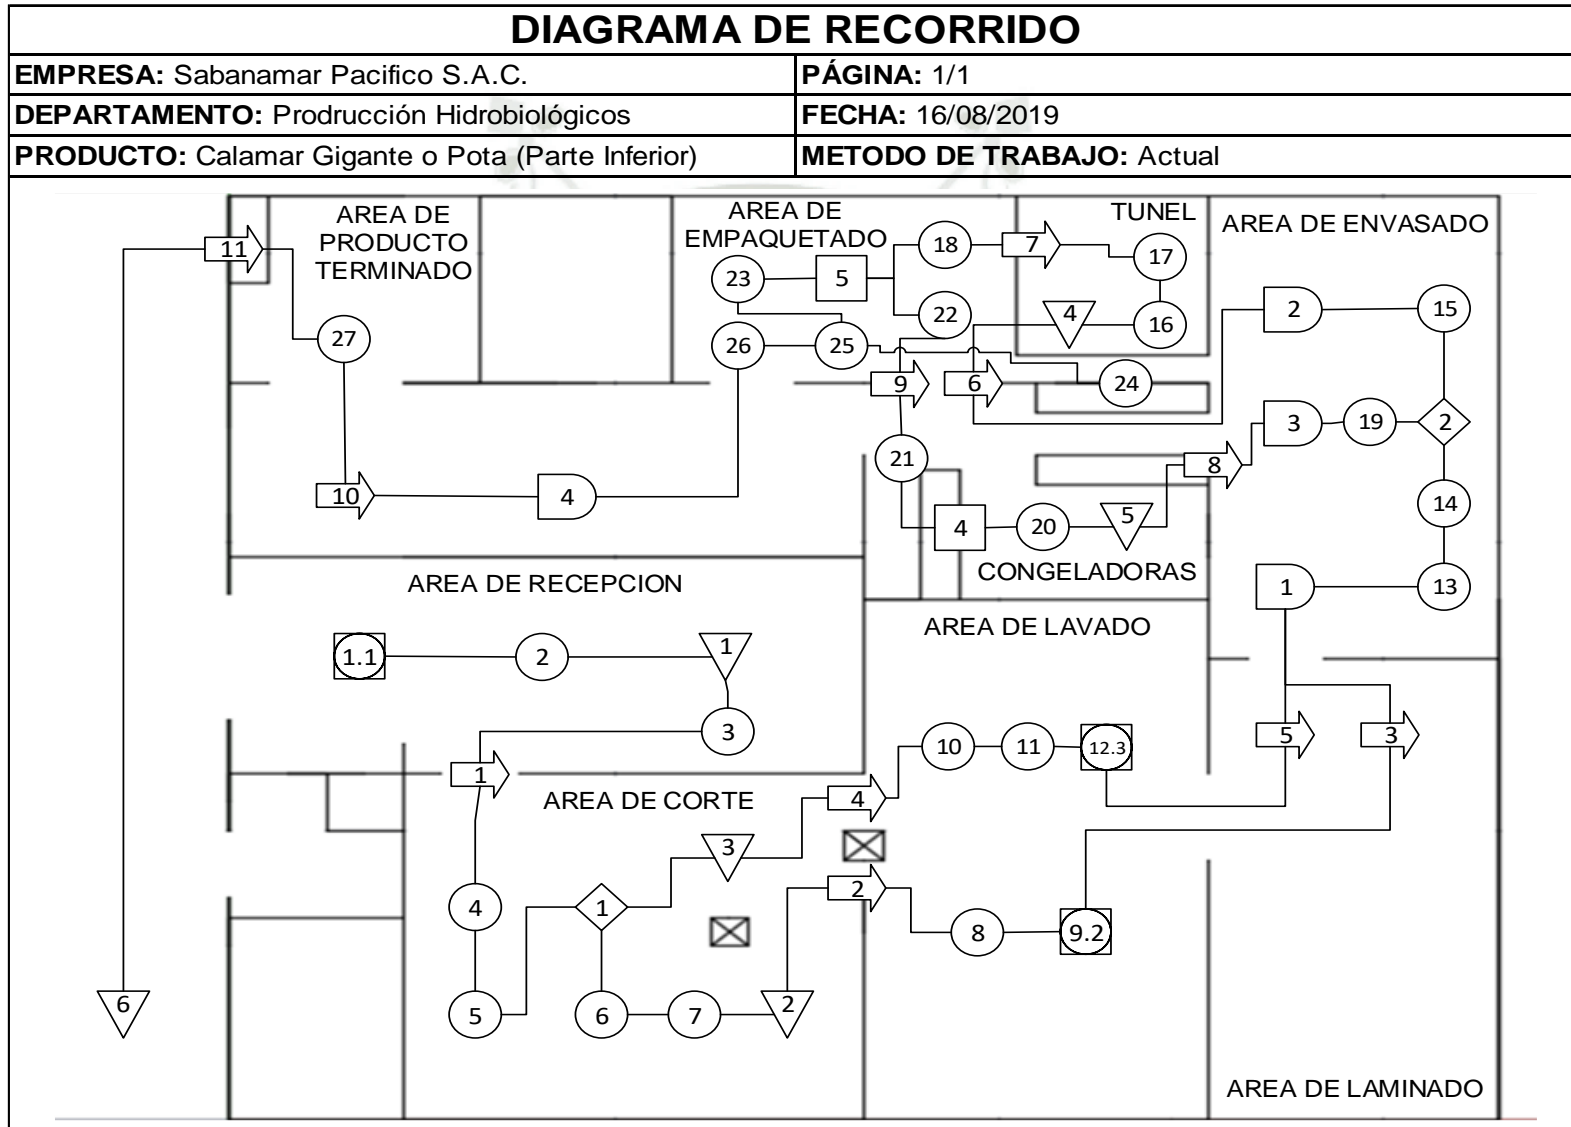 DIAGRAMA DE RECORRIDO
EMPRESA: Sabanamar Pacifico S.A.C.
PÁGINA: 1/1
DEPARTAMENTO: Prodrucción Hidrobiológicos
FECHA: 16/08/2019
PRODUCTO: Calamar Gigante o Pota (Parte Inferior)
METODO DE TRABAJO: Actual
AREA DE
PRODUCTO
TERMINADO
AREA DE
EMPAQUETADO
TUNEL
AREA DE ENVASADO
11
18
7
17
23
5
22
4
16
2
15
27
26
25
9
6
24
3
19
2
21
8
10
4
4
20
5
14
CONGELADORAS
1
13
AREA DE RECEPCION
AREA DE LAVADO
1.1
2
1
3
10
11
12.3
5
3
1
AREA DE CORTE
4
3
2
4
1
8
9.2
6
5
6
7
2
AREA DE LAMINADO